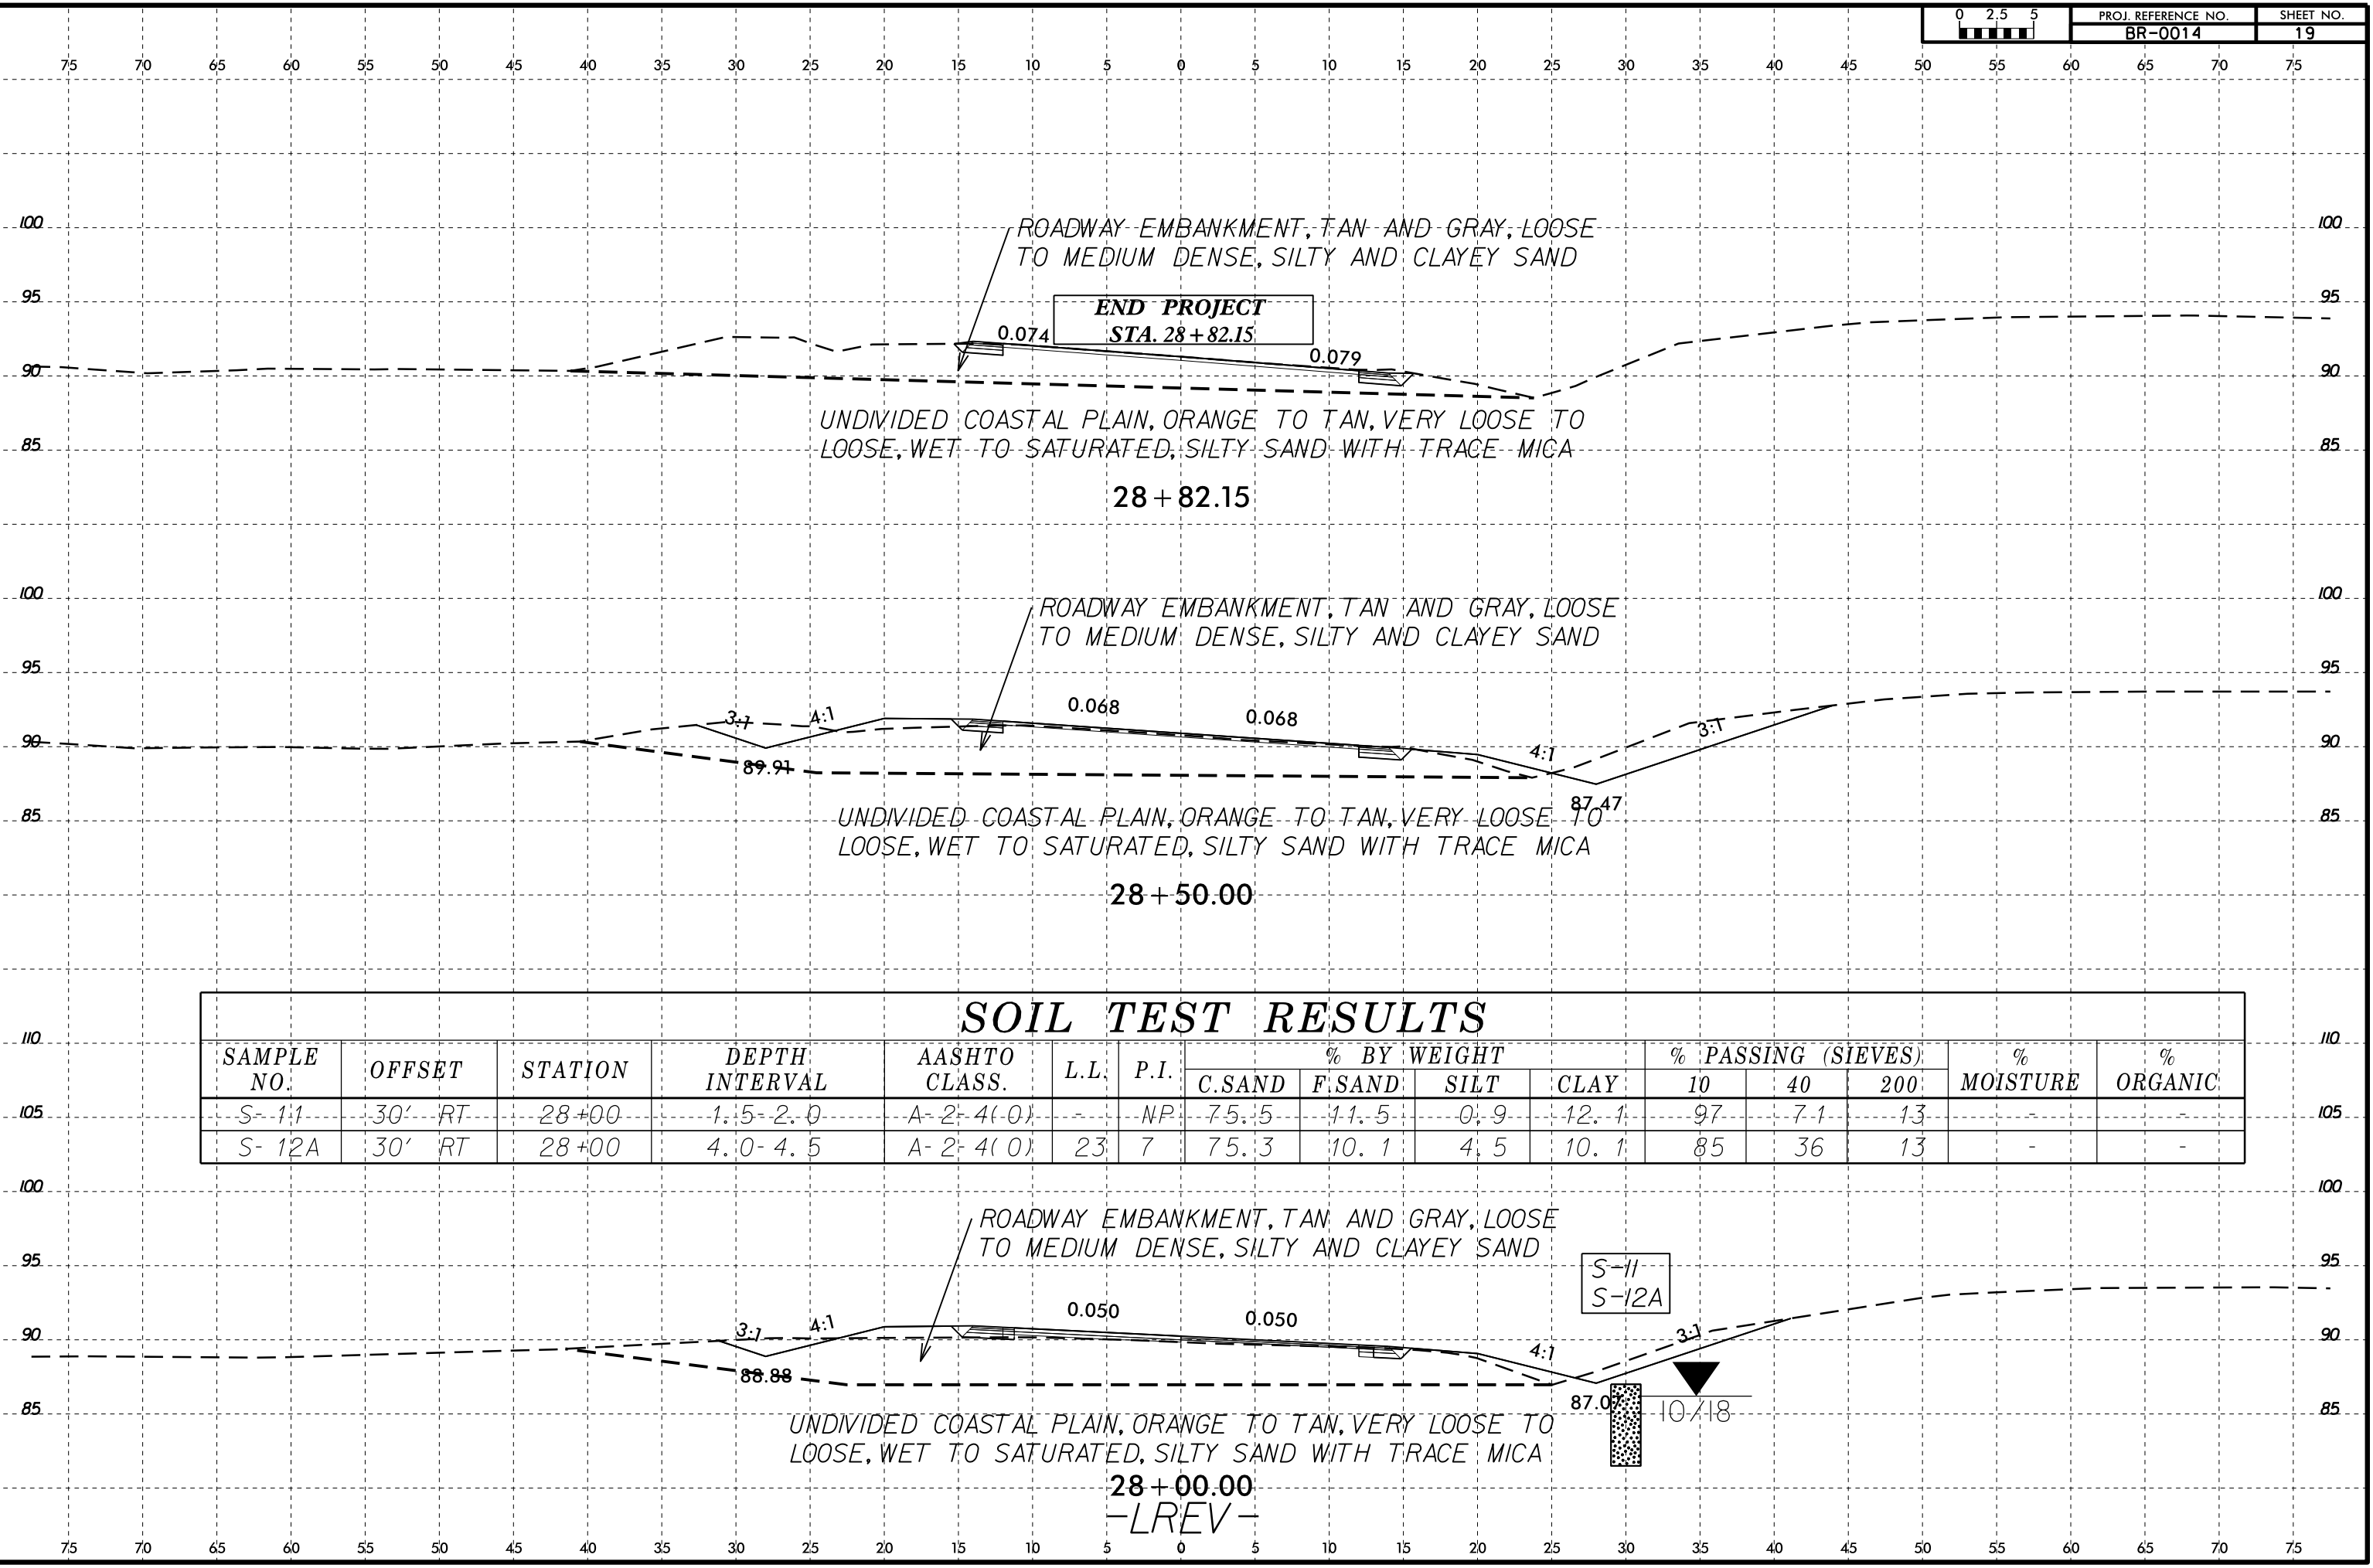 0 2.5 5
PROJ. REFERENCE NO. SHEET NO.
BR-0014 19
75 70 65 60 55 50 45 40 35 30 25 20 15 10 5 0 5 10 15 20 25 30 35 40 45 50 55 60 65 70 75
100 100
ROADWAY EMBANKMENT, TAN AND GRAY, LOOSE
TO MEDIUM DENSE, SILTY AND CLAYEY SAND
95 95
END PROJECT
STA. 28+82.15
0.074
0.079
90 90
UNDIVIDED COASTAL PLAIN, ORANGE TO TAN, VERY LOOSE TO
LOOSE, WET TO SATURATED, SILTY SAND WITH TRACE MICA
85 85
28+82.15
100 100
ROADWAY EMBANKMENT, TAN AND GRAY, LOOSE
TO MEDIUM DENSE, SILTY AND CLAYEY SAND
95 95
3:1 4:1 0.068 0.068 4:1 3:1
90 90
89.91
87.47
UNDIVIDED COASTAL PLAIN, ORANGE TO TAN, VERY LOOSE TO
LOOSE, WET TO SATURATED, SILTY SAND WITH TRACE MICA
85 85
28+50.00
SOIL TEST RESULTS
110 110
SAMPLE NO. OFFSET STATION DEPTH INTERVAL AASHTO CLASS. L.L. P.I. % BY WEIGHT % PASSING (SIEVES) % MOISTURE % ORGANIC
C.SAND F.SAND SILT CLAY 10 40 200
105 105
S-11 30' RT 28+00 1.5-2.0 A-2-4(0) - NP 75.5 11.5 0.9 12.1 97 71 13 - -
S-12A 30' RT 28+00 4.0-4.5 A-2-4(0) 23 7 75.3 10.1 4.5 10.1 85 36 13 - -
100 100
ROADWAY EMBANKMENT, TAN AND GRAY, LOOSE
TO MEDIUM DENSE, SILTY AND CLAYEY SAND
95 95
S-11
S-12A
3:1 4:1 0.050 0.050 4:1 3:1
90 90
88.88
87.07
10/18
85 85
UNDIVIDED COASTAL PLAIN, ORANGE TO TAN, VERY LOOSE TO
LOOSE, WET TO SATURATED, SILTY SAND WITH TRACE MICA
28+00.00
-LREV-
75 70 65 60 55 50 45 40 35 30 25 20 15 10 5 0 5 10 15 20 25 30 35 40 45 50 55 60 65 70 75